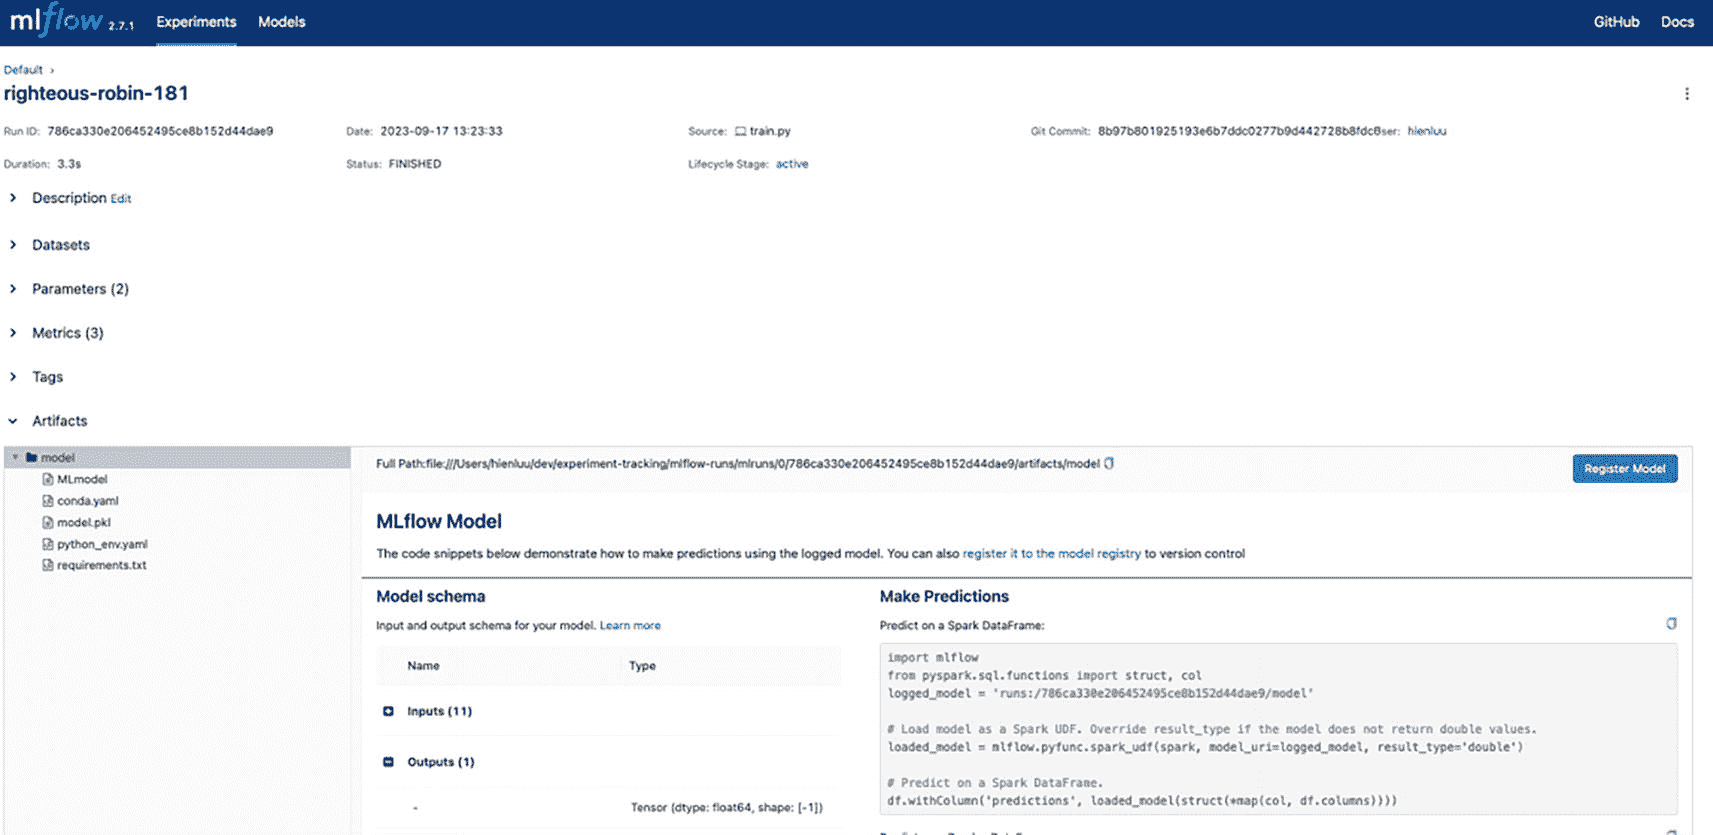 mlflow 2.7.1 Experiments Models GitHub Docs
Default ›
righteous-robin-181
Run ID: 786ca330e206452495ce8b152d44dae9 Date: 2023-09-17 13:23:33 Source: train.py Git Commit: 8b97b801925193e6b7ddc0277b9d442728b8fdc6ser: hienluu
Duration: 3.3s Status: FINISHED Lifecycle Stage: active
Description Edit
Datasets
Parameters (2)
Metrics (3)
Tags
Artifacts
model
MLmodel
conda.yaml
model.pkl
python_env.yaml
requirements.txt
Full Path:file:///Users/hienluu/dev/experiment-tracking/mlflow-runs/mlruns/0/786ca330e206452495ce8b152d44dae9/artifacts/model
Register Model
MLflow Model
The code snippets below demonstrate how to make predictions using the logged model. You can also register it to the model registry to version control
Model schema
Input and output schema for your model. Learn more
Name Type
Inputs (11)
Outputs (1)
- Tensor (dtype: float64, shape: [-1])
Make Predictions
Predict on a Spark DataFrame:
import mlflow
from pyspark.sql.functions import struct, col
logged_model = 'runs:/786ca330e206452495ce8b152d44dae9/model'
# Load model as a Spark UDF. Override result_type if the model does not return double values.
loaded_model = mlflow.pyfunc.spark_udf(spark, model_uri=logged_model, result_type='double')
# Predict on a Spark DataFrame.
df.withColumn('predictions', loaded_model(struct(*map(col, df.columns))))